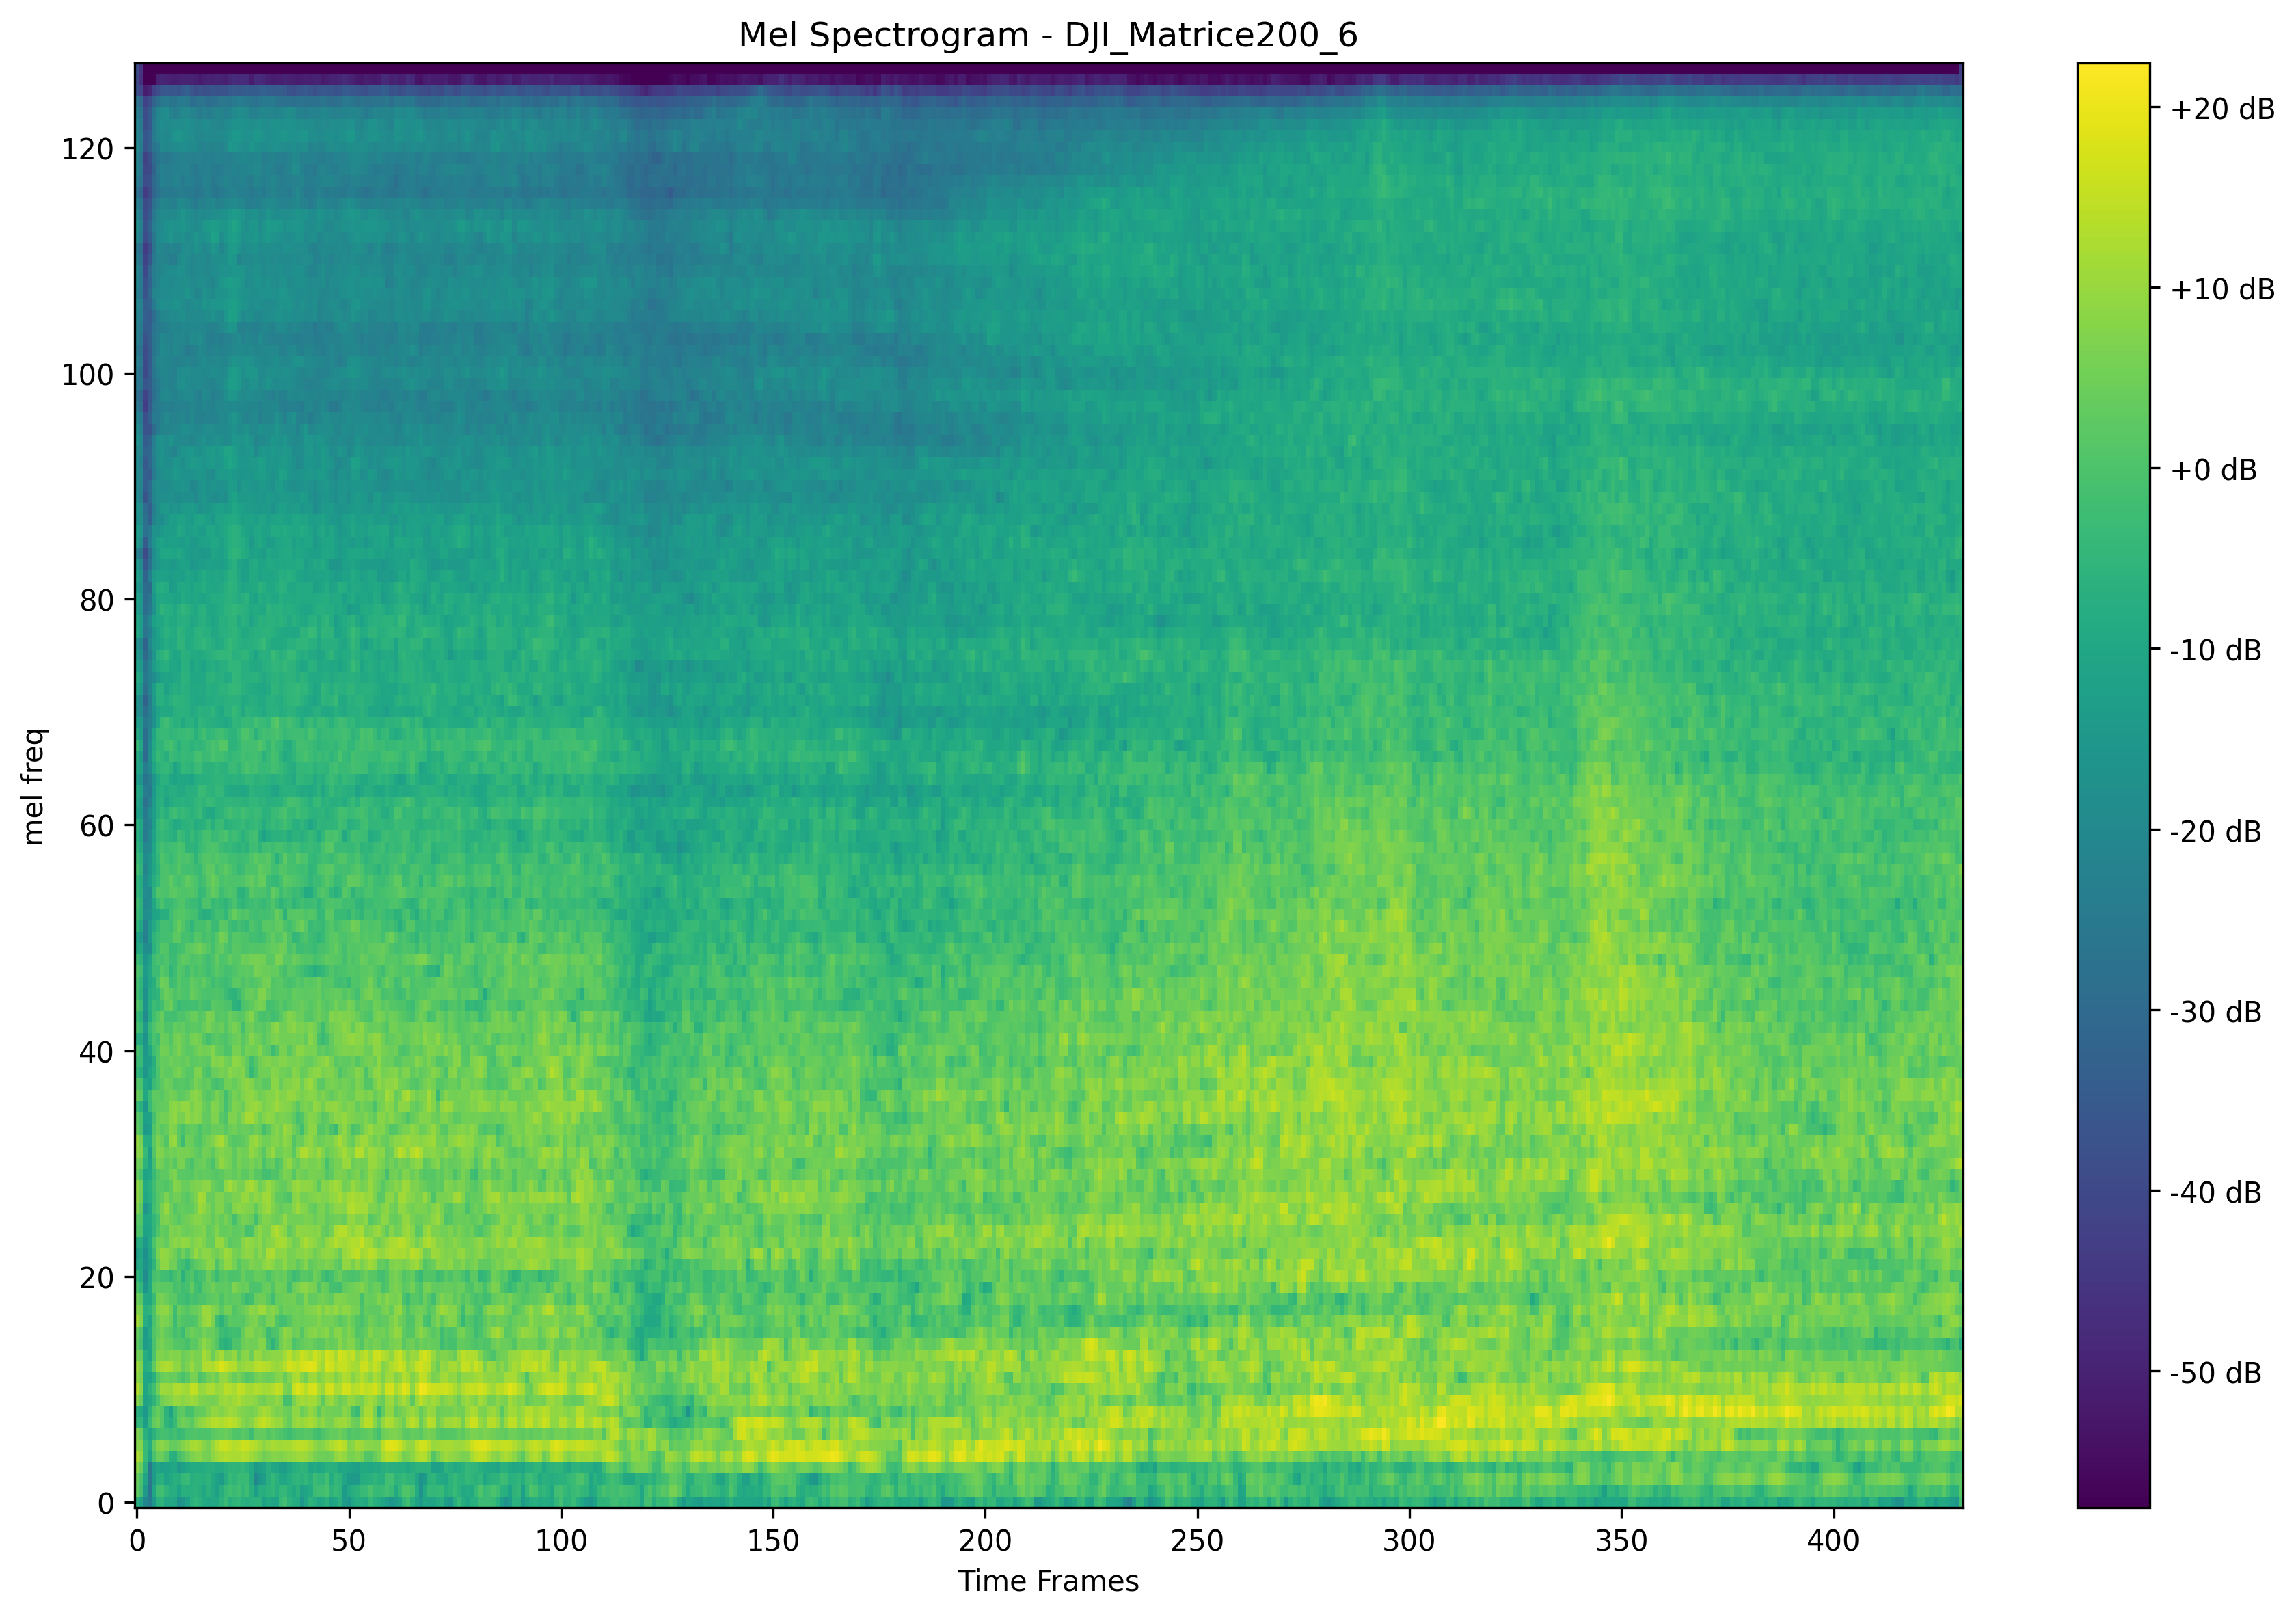 Mel Spectrogram - DJI_Matrice200_6
mel freq
120
100
80
60
40
20
0
0 50 100 150 200 250 300 350 400
Time Frames
+20 dB
+10 dB
+0 dB
-10 dB
-20 dB
-30 dB
-40 dB
-50 dB